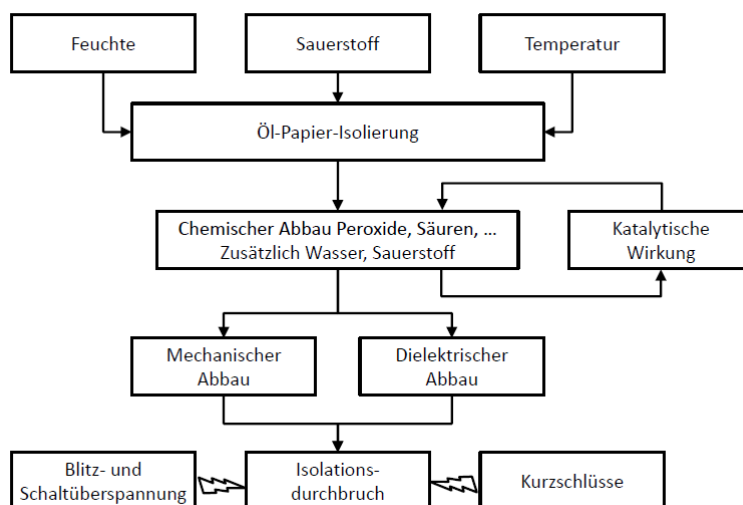 Feuchte
Sauerstoff
Temperatur
Öl-Papier-Isolierung
Chemischer Abbau Peroxide, Säuren, ...
Zusätzlich Wasser, Sauerstoff
Katalytische
Wirkung
Mechanischer
Abbau
Dielektrischer
Abbau
Blitz- und
Schaltüberspannung
Isolations-
durchbruch
Kurzschlüsse